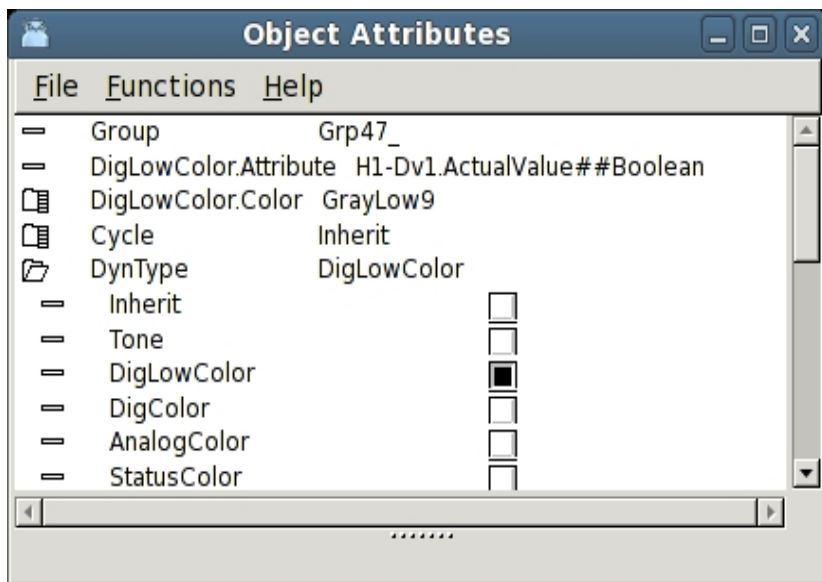 Object Attributes
File Functions Help
Group Grp47_
DigLowColor.Attribute H1-Dv1.ActualValue##Boolean
DigLowColor.Color GrayLow9
Cycle Inherit
DynType DigLowColor
Inherit
Tone
DigLowColor
DigColor
AnalogColor
StatusColor